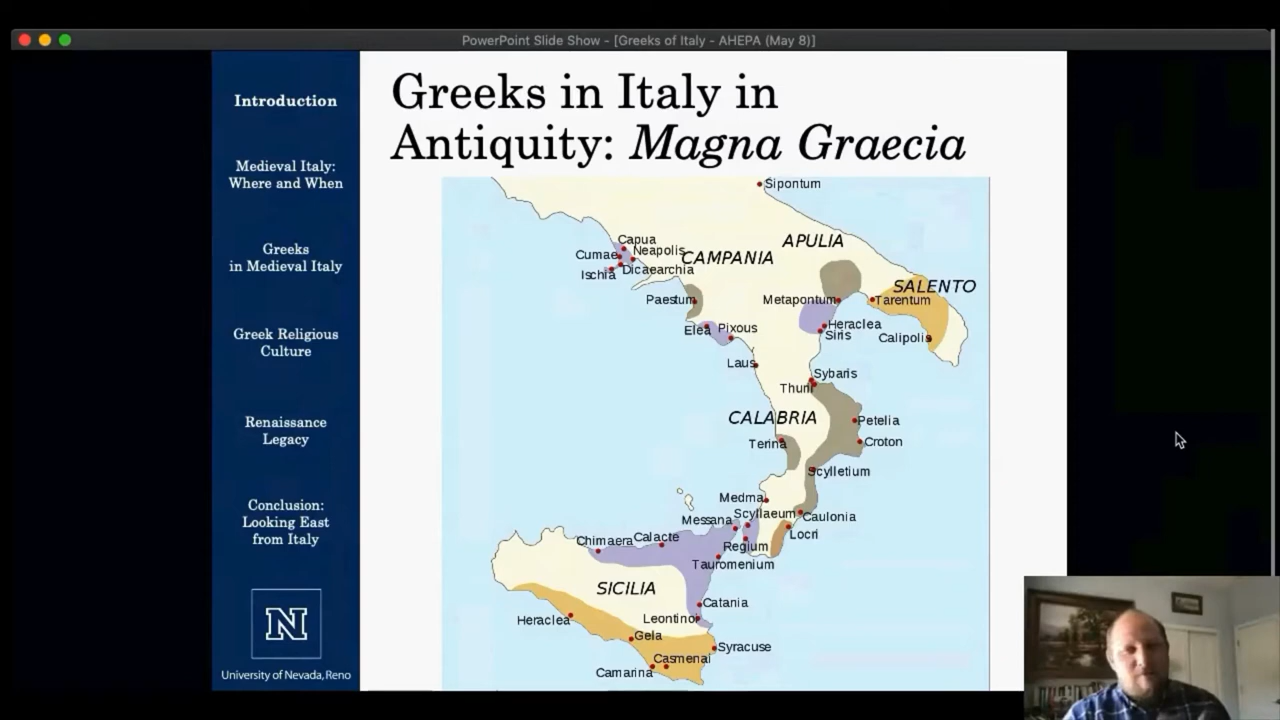 PowerPoint Slide Show - [Greeks of Italy - AHEPA (May 8)]
Introduction
Medieval Italy:
Where and When
Greeks
in Medieval Italy
Greek Religious
Culture
Renaissance
Legacy
Conclusion:
Looking East
from Italy
N
University of Nevada, Reno
Greeks in Italy in
Antiquity: Magna Graecia
Sipontum
Capua
Cumae
Neapolis
Ischia
Dicaearchia
CAMPANIA
APULIA
SALENTO
Paestum
Metapontum
Tarentum
Elea
Pixous
Heraclea
Siris
Calipolis
Laus
Sybaris
Thurii
CALABRIA
Petelia
Terina
Croton
Scylletium
Medma
Scyllaeum
Caulonia
Messana
Locri
Chimaera
Calacte
Regium
Tauromenium
SICILIA
Catania
Heraclea
Leontinoi
Gela
Syracuse
Casmenai
Camarina